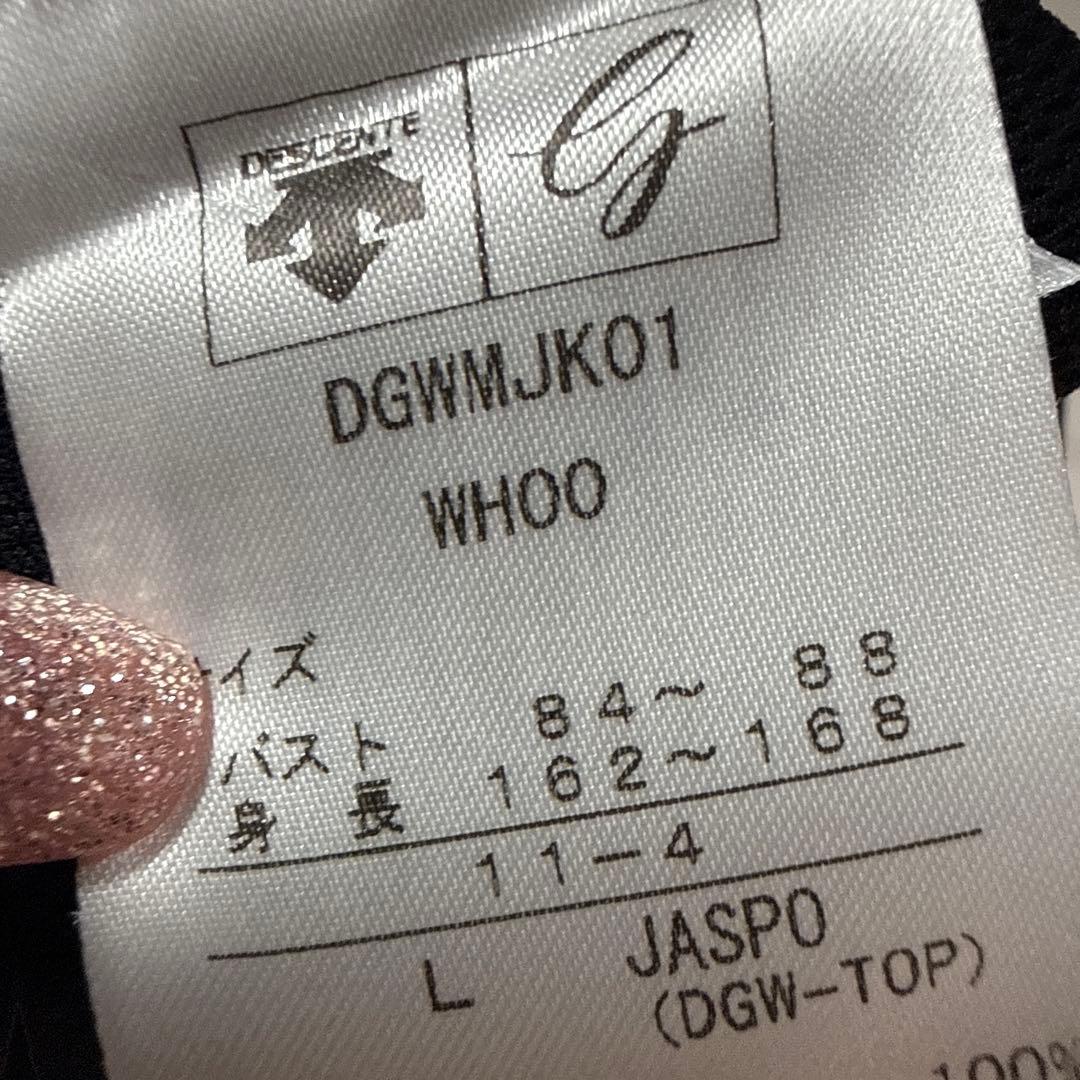 DESCENTE G
DGWMJK01
WH00
イズ
バスト 84～ 88
身長 162～168
11-4
L JASPO
(DGW-TOP)
100%